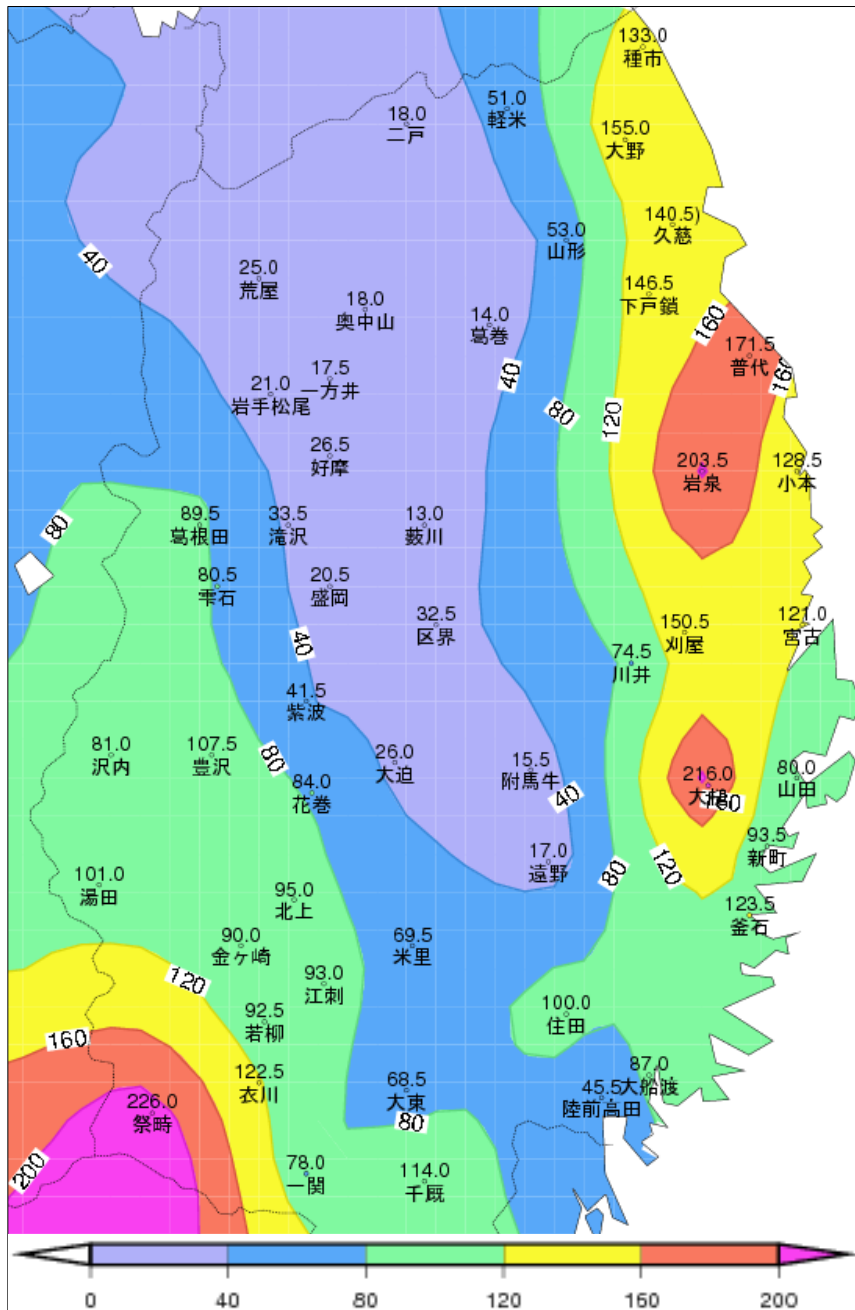 133.0
種市
51.0
軽米
18.0
二戸
155.0
大野
140.5)
久慈
53.0
山形
40
25.0
荒屋
146.5
下戸鎖
18.0
奥中山
14.0
葛巻
160
171.5
普代
160
17.5
一方井
21.0
岩手松尾
40
80
120
26.5
好摩
203.5
岩泉
128.5
小本
80
89.5
葛根田
33.5
滝沢
13.0
薮川
80.5
雫石
20.5
盛岡
32.5
区界
150.5
刈屋
121.0
宮古
40
74.5
川井
41.5
紫波
81.0
沢内
107.5
豊沢
80
26.0
大迫
15.5
附馬牛
216.0
160
80.0
山田
84.0
花巻
40
93.5
新町
17.0
遠野
80
120
101.0
湯田
95.0
北上
123.5
釜石
90.0
金ヶ崎
69.5
米里
120
93.0
江刺
92.5
若柳
100.0
住田
160
122.5
衣川
68.5
大東
87.0
大船渡
45.5
陸前高田
226.0
祭畤
80
200
78.0
一関
114.0
千厩
0 40 80 120 160 200